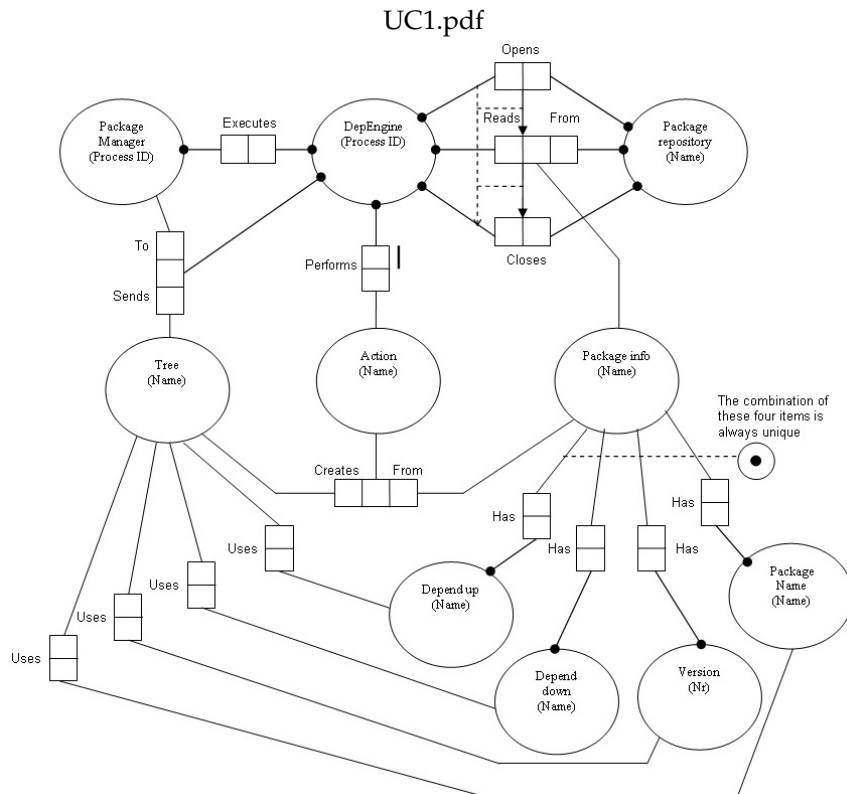 UC1.pdf
Opens
Package
Manager
(Process ID)
Executes
DepEngine
(Process ID)
Reads
From
Package
repository
(Name)
To
Sends
Performs
Closes
Tree
(Name)
Action
(Name)
Package info
(Name)
The combination of
these four items is
always unique
Creates
From
Has
Has
Has
Has
Uses
Uses
Uses
Uses
Depend up
(Name)
Depend
down
(Name)
Version
(Nr)
Package
Name
(Name)